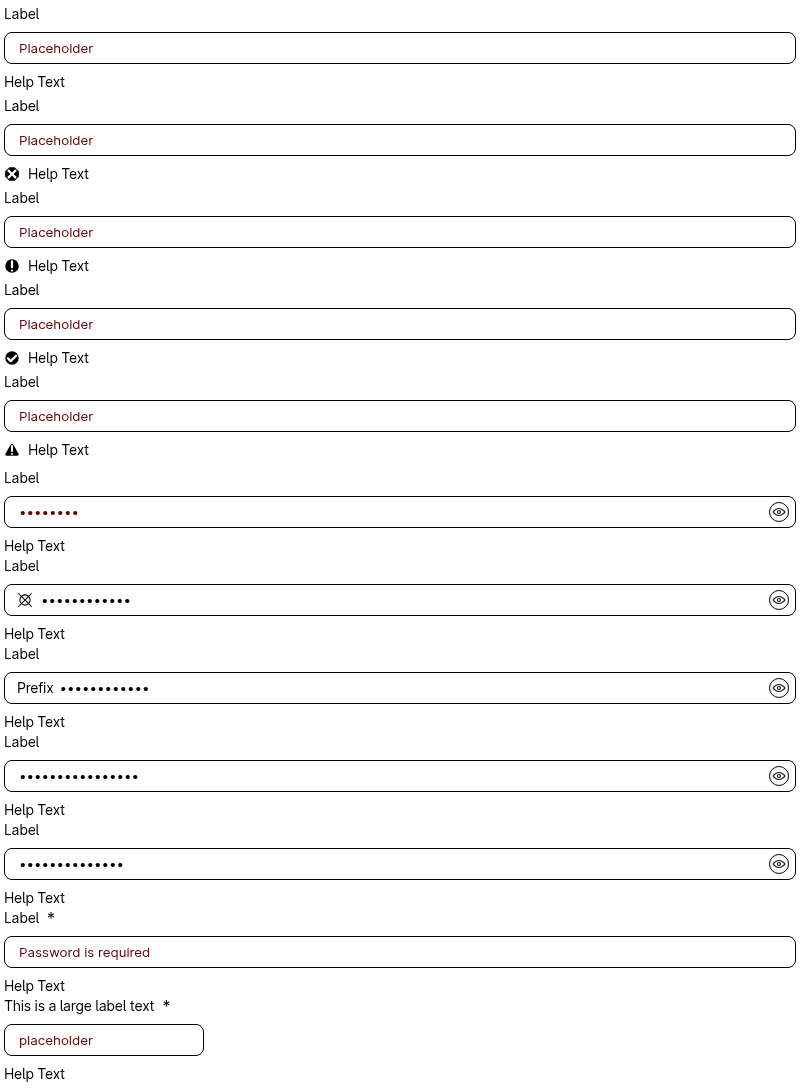 Label
Placeholder
Help Text
Label
Placeholder
Help Text
Label
Placeholder
Help Text
Label
Placeholder
Help Text
Label
Placeholder
Help Text
Label
••••••••
Help Text
Label
••••••••••••
Help Text
Label
Prefix ••••••••••••
Help Text
Label
••••••••••••••••
Help Text
Label
••••••••••••••
Help Text
Label *
Password is required
Help Text
This is a large label text *
placeholder
Help Text